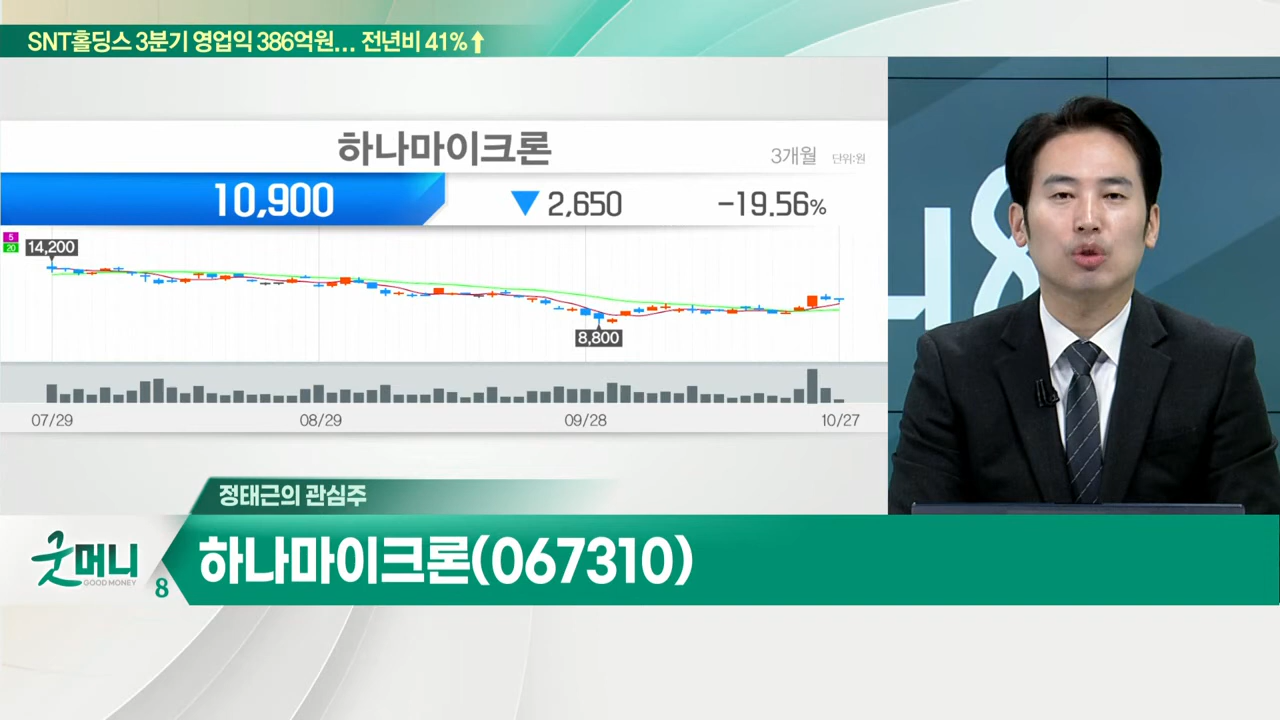 SNT홀딩스 3분기 영업익 386억원... 전년비 41%⬆
하나마이크론
3개월 단위:원
10,900 ▼2,650 -19.56%
5
20
14,200
8,800
07/29 08/29 09/28 10/27
H8
정태근의 관심주
굿머니
GOOD MONEY
8
하나마이크론(067310)